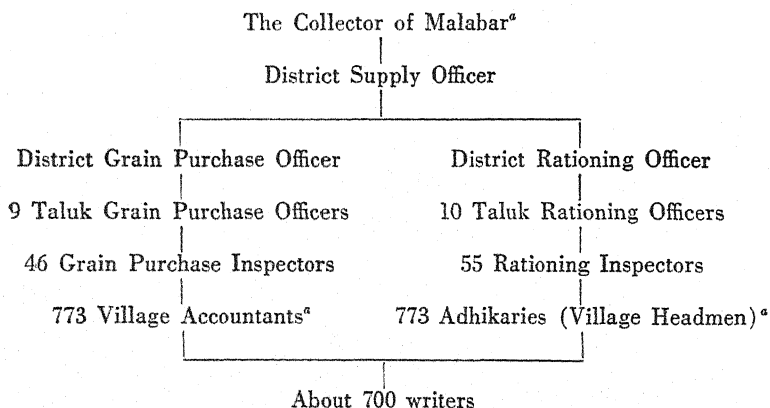 The Collector of Malabarᵃ
District Supply Officer
District Grain Purchase Officer District Rationing Officer
9 Taluk Grain Purchase Officers 10 Taluk Rationing Officers
46 Grain Purchase Inspectors 55 Rationing Inspectors
773 Village Accountantsᵃ 773 Adhikaries (Village Headmen)ᵃ
About 700 writers